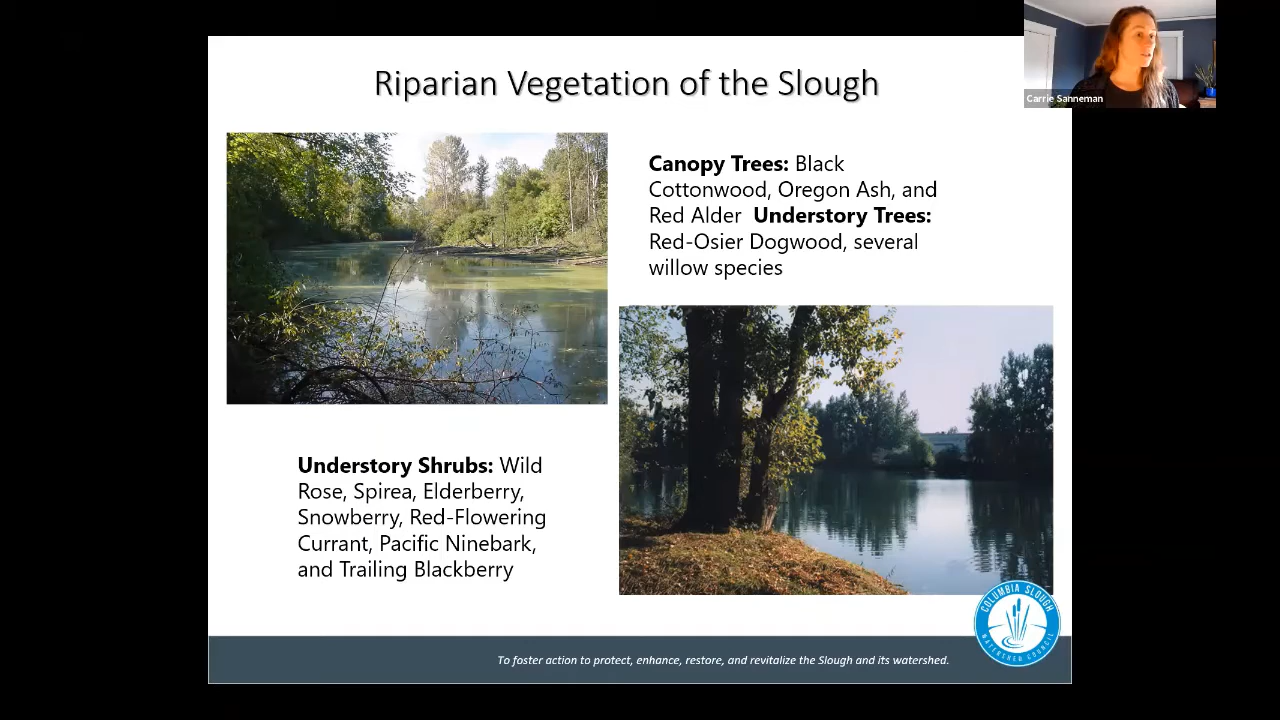 Carrie Sanneman
Riparian Vegetation of the Slough
Canopy Trees: Black
Cottonwood, Oregon Ash, and
Red Alder Understory Trees:
Red-Osier Dogwood, several
willow species
Understory Shrubs: Wild
Rose, Spirea, Elderberry,
Snowberry, Red-Flowering
Currant, Pacific Ninebark,
and Trailing Blackberry
COLUMBIA SLOUGH
WATERSHED COUNCIL
To foster action to protect, enhance, restore, and revitalize the Slough and its watershed.